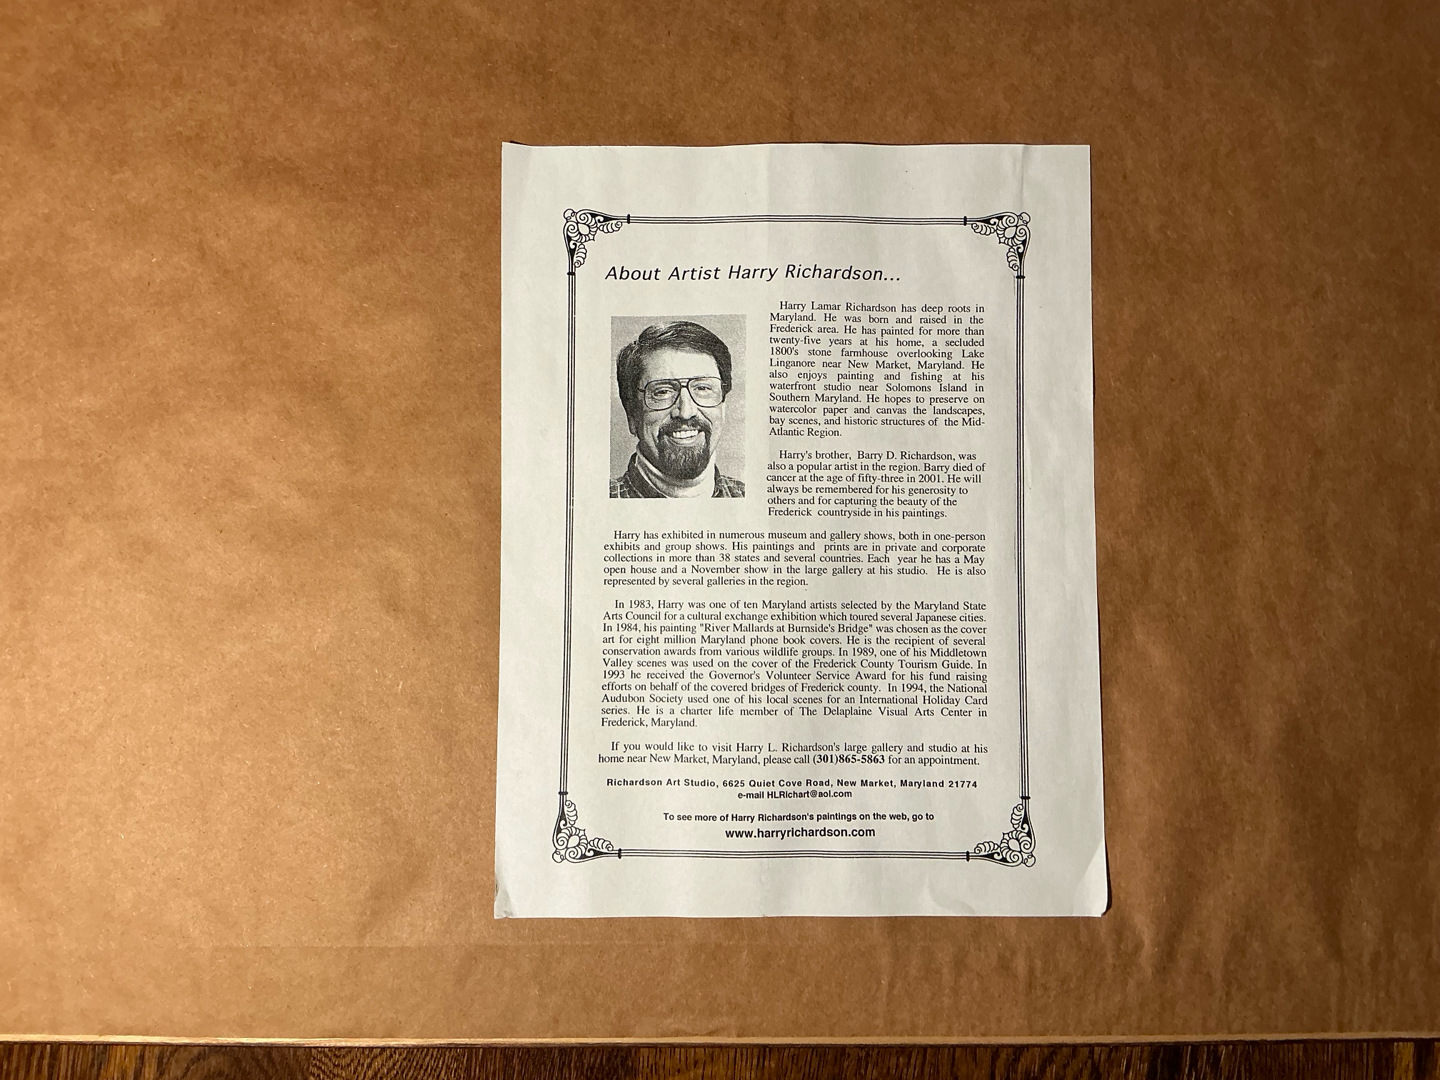 About Artist Harry Richardson...
Harry Lamar Richardson has deep roots in
Maryland. He was born and raised in the
Frederick area. He has painted for more than
twenty-five years at his home, a secluded
1800's stone farmhouse overlooking Lake
Linganore near New Market, Maryland. He
also enjoys painting and fishing at his
waterfront studio near Solomons Island in
Southern Maryland. He hopes to preserve on
watercolor paper and canvas the landscapes,
bay scenes, and historic structures of the Mid-
Atlantic Region.
Harry's brother, Barry D. Richardson, was
also a popular artist in the region. Barry died of
cancer at the age of fifty-three in 2001. He will
always be remembered for his generosity to
others and for capturing the beauty of the
Frederick countryside in his paintings.
Harry has exhibited in numerous museum and gallery shows, both in one-person
exhibits and group shows. His paintings and prints are in private and corporate
collections in more than 38 states and several countries. Each year he has a May
open house and a November show in the large gallery at his studio. He is also
represented by several galleries in the region.
In 1983, Harry was one of ten Maryland artists selected by the Maryland State
Arts Council for a cultural exchange exhibition which toured several Japanese cities.
In 1984, his painting "River Mallards at Burnside's Bridge" was chosen as the cover
art for eight million Maryland phone book covers. He is the recipient of several
conservation awards from various wildlife groups. In 1989, one of his Middletown
Valley scenes was used on the cover of the Frederick County Tourism Guide. In
1993 he received the Governor's Volunteer Service Award for his fund raising
efforts on behalf of the covered bridges of Frederick county. In 1994, the National
Audubon Society used one of his local scenes for an International Holiday Card
series. He is a charter life member of The Delaplaine Visual Arts Center in
Frederick, Maryland.
If you would like to visit Harry L. Richardson's large gallery and studio at his
home near New Market, Maryland, please call (301)865-5863 for an appointment.
Richardson Art Studio, 6625 Quiet Cove Road, New Market, Maryland 21774
e-mail HLRichart@aol.com
To see more of Harry Richardson's paintings on the web, go to
www.harryrichardson.com